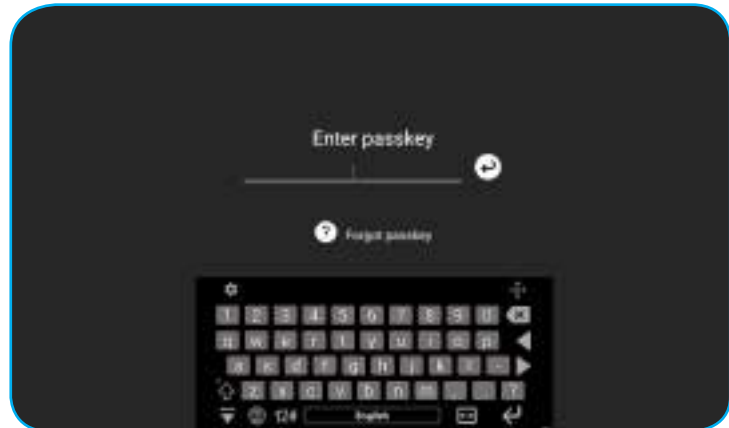 Enter passkey
? Forgot passkey
1 2 3 4 5 6 7 8 9 0
q w e r t y u i o p
a s d f g h j k l -
z x c v b n m , . ?
12# English